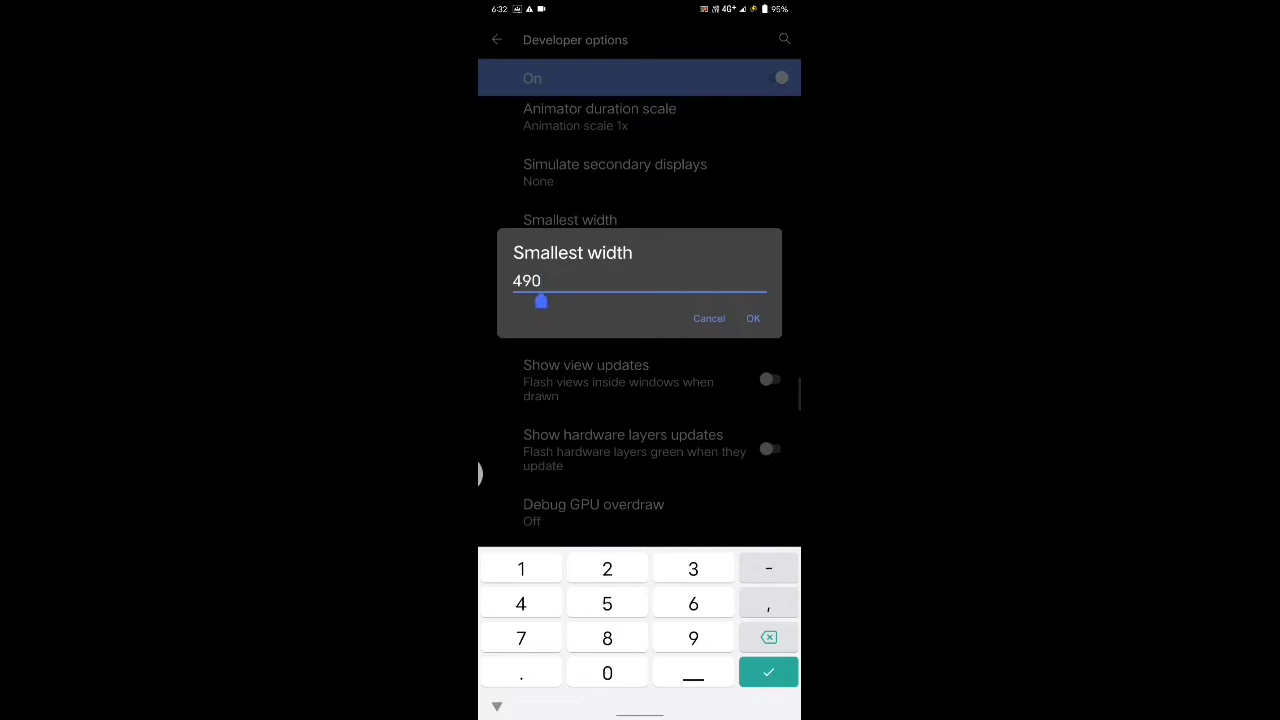 6:32 4G+ 95%
Developer options
On
Animator duration scale
Animation scale 1x
Simulate secondary displays
None
Smallest width
Smallest width
490
Cancel OK
Show view updates
Flash views inside windows when
drawn
Show hardware layers updates
Flash hardware layers green when they
update
Debug GPU overdraw
Off
1 2 3 -
4 5 6 ,
7 8 9
. 0